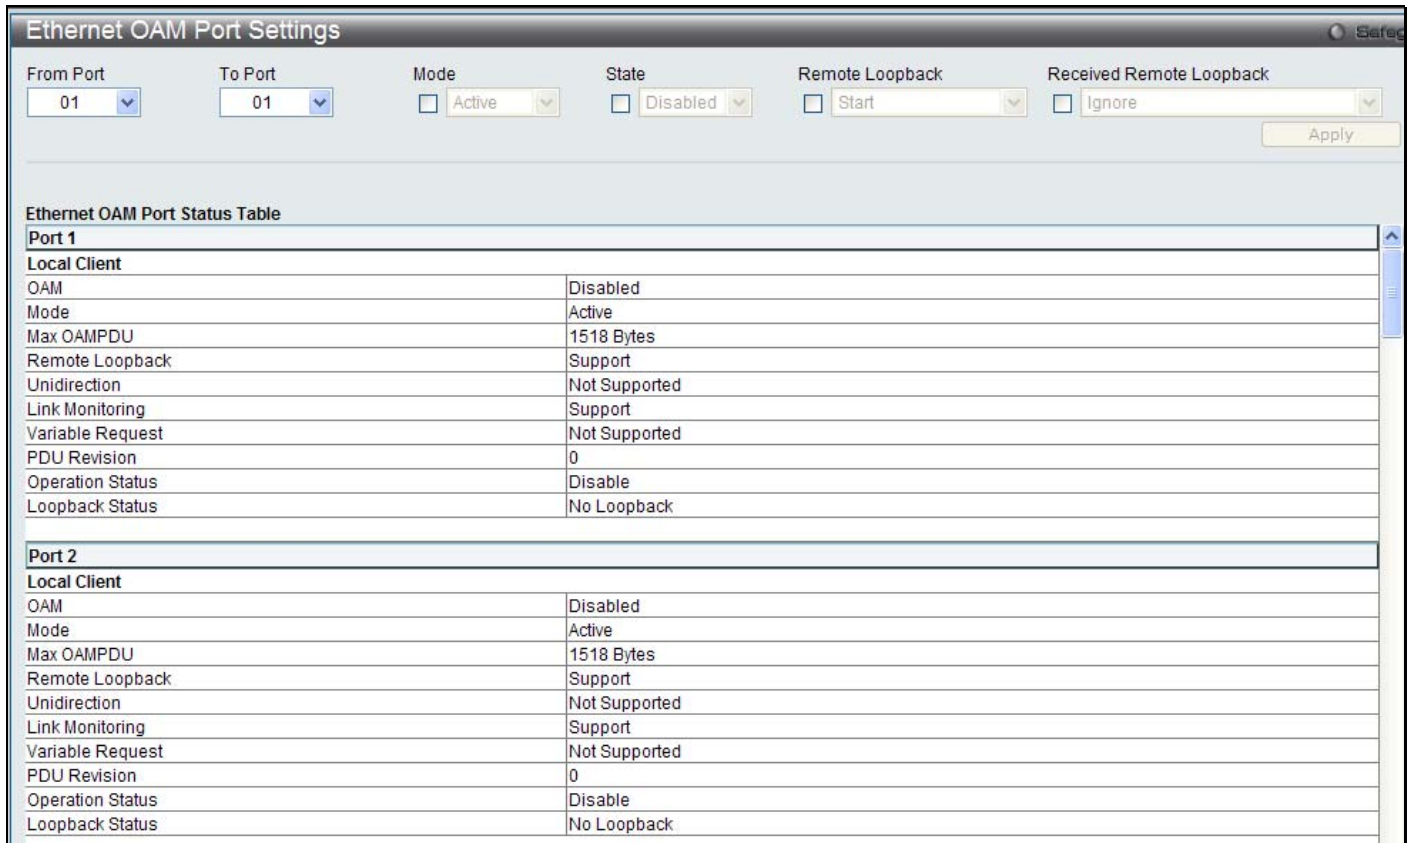 Ethernet OAM Port Settings
From Port To Port Mode State Remote Loopback Received Remote Loopback
01 01 Active Disabled Start Ignore
Apply
Ethernet OAM Port Status Table
Port 1
Local Client
OAM Disabled
Mode Active
Max OAMPDU 1518 Bytes
Remote Loopback Support
Unidirection Not Supported
Link Monitoring Support
Variable Request Not Supported
PDU Revision 0
Operation Status Disable
Loopback Status No Loopback
Port 2
Local Client
OAM Disabled
Mode Active
Max OAMPDU 1518 Bytes
Remote Loopback Support
Unidirection Not Supported
Link Monitoring Support
Variable Request Not Supported
PDU Revision 0
Operation Status Disable
Loopback Status No Loopback